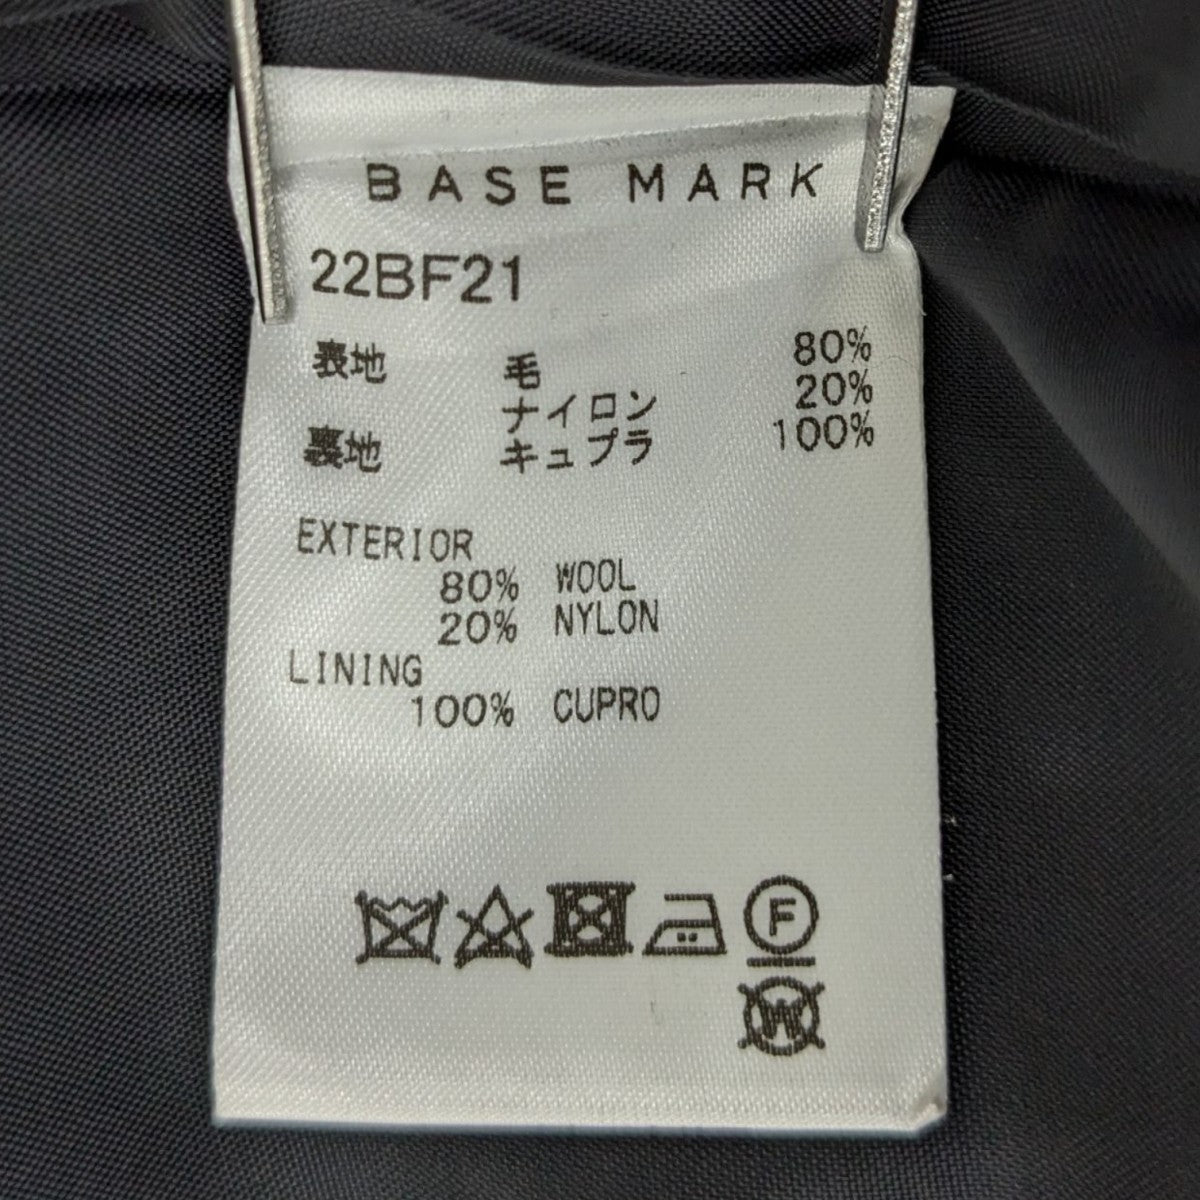 BASE MARK
22BF21
表地 毛 80%
ナイロン 20%
裏地 キュプラ 100%
EXTERIOR
80% WOOL
20% NYLON
LINING
100% CUPRO
F
W